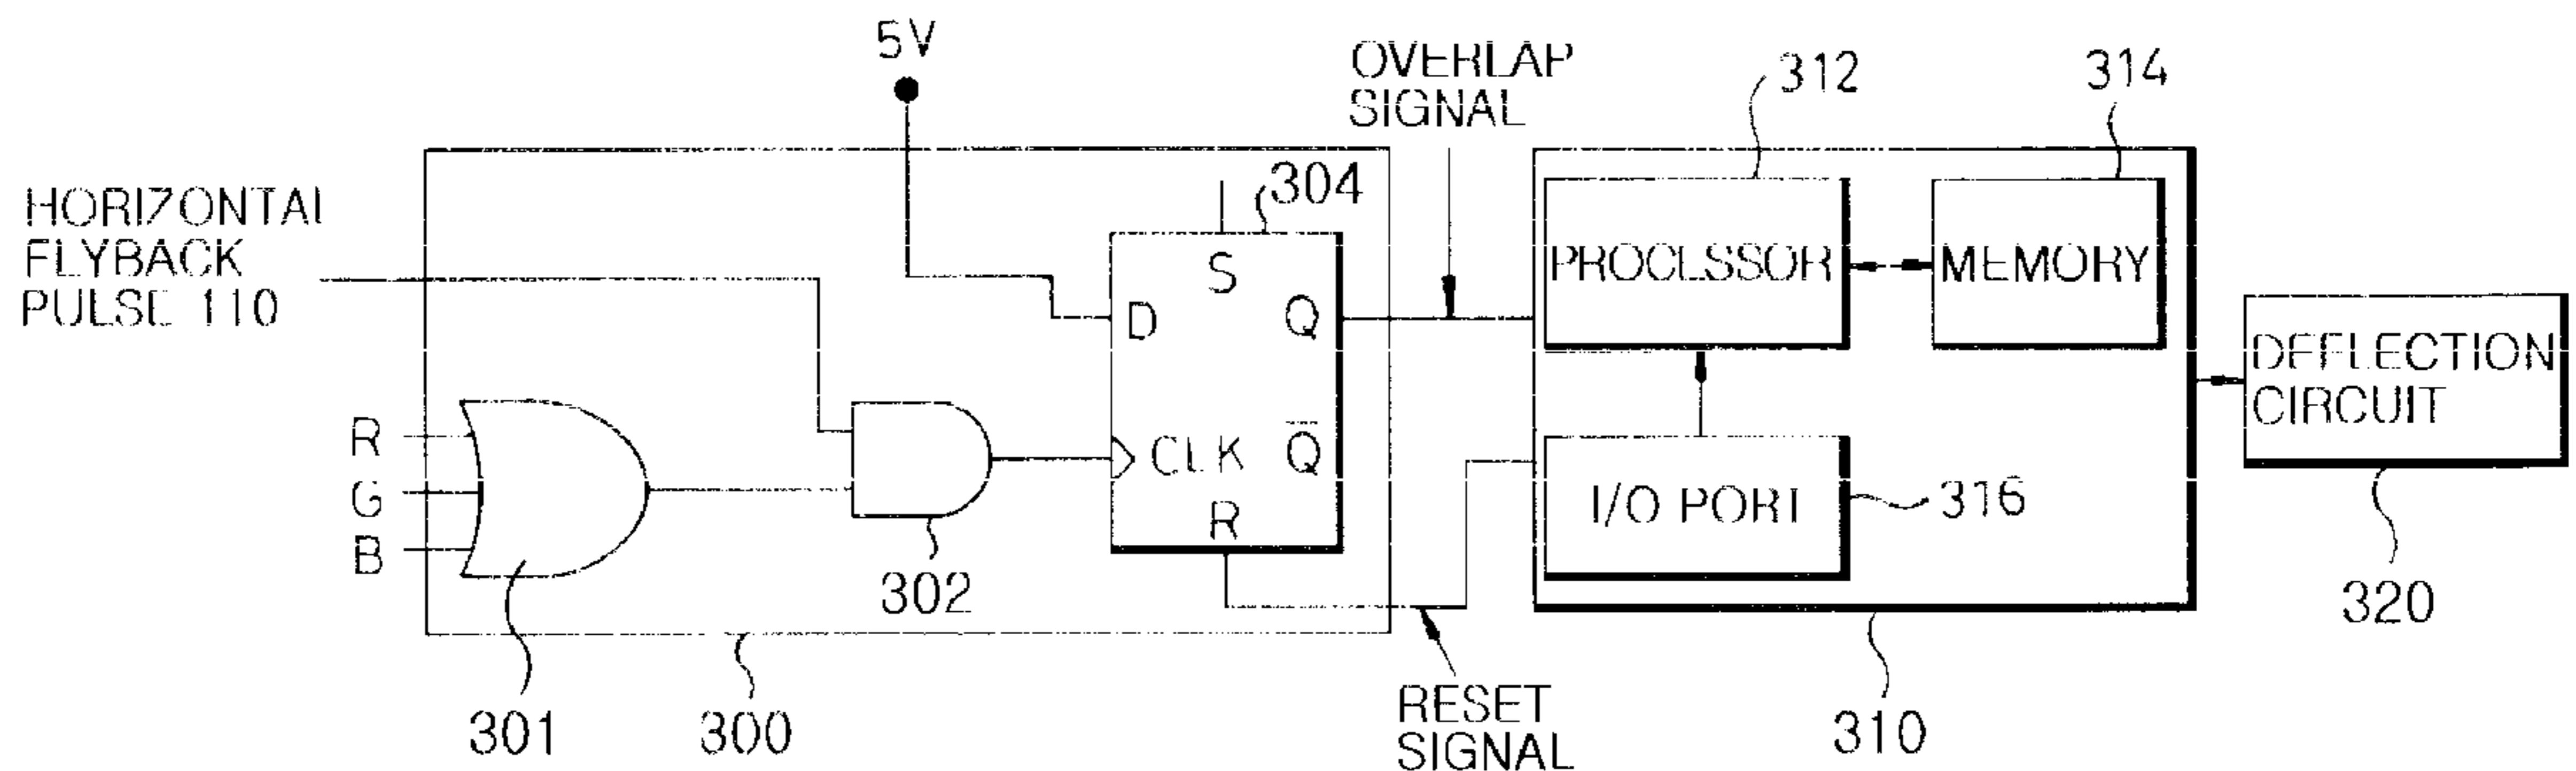 5V
OVERLAP
SIGNAL
312
314
HORIZONTAL
FLYBACK
PULSE 110
304
S
D
Q
CLK
Q̅
R
PROCESSOR
MEMORY
I/O PORT
316
DEFLECTION
CIRCUIT
R
G
B
301
302
300
RESET
SIGNAL
310
320